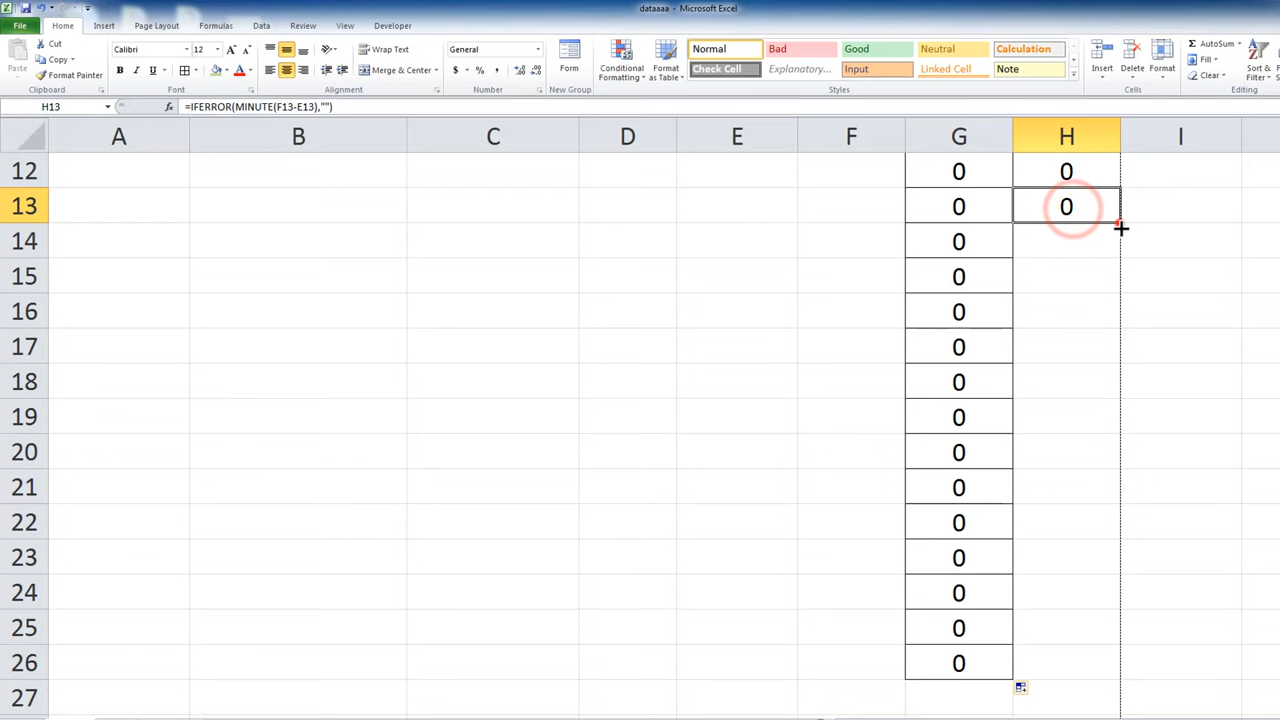 dataaaa - Microsoft Excel
File Home Insert Page Layout Formulas Data Review View Developer
Paste Cut Copy Format Painter Clipboard
Calibri 12 A A B I U A Font
Wrap Text Merge & Cent Alignment
General $ % , Number
Form New Group
Conditional Formatting Format as Table
Normal Bad Good Neutral Calculation
Check Cell Explanatory... Input Linked Cell Note
Styles
Insert Delete Format Cells
AutoSum Fill Clear Sort & Filter Editing
H13 fx =IFERROR(MINUTE(F13-E13),"")
A B C D E F G H I
12 0 0
13 0 0
14 0
15 0
16 0
17 0
18 0
19 0
20 0
21 0
22 0
23 0
24 0
25 0
26 0
27